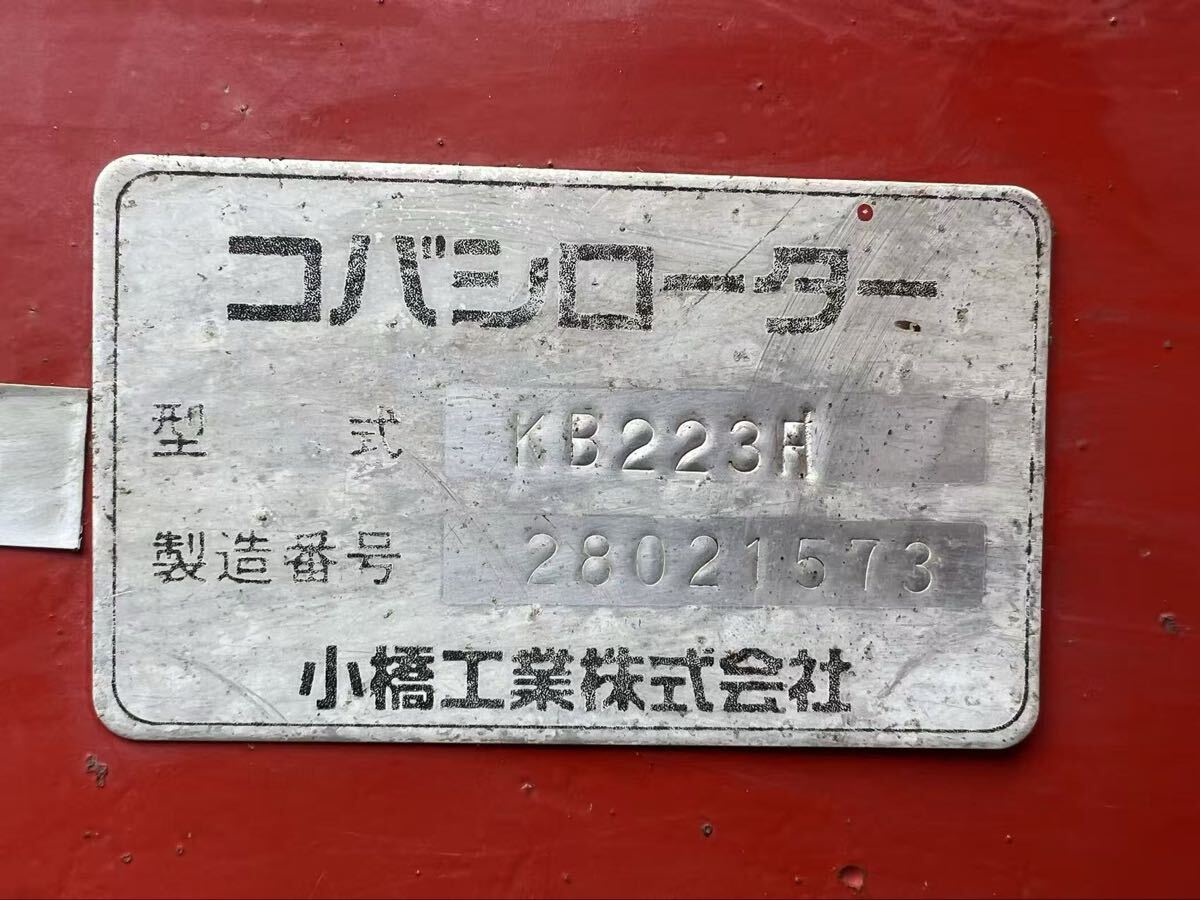 コバシローター
型式 KB223H
製造番号 28021573
小橋工業株式会社